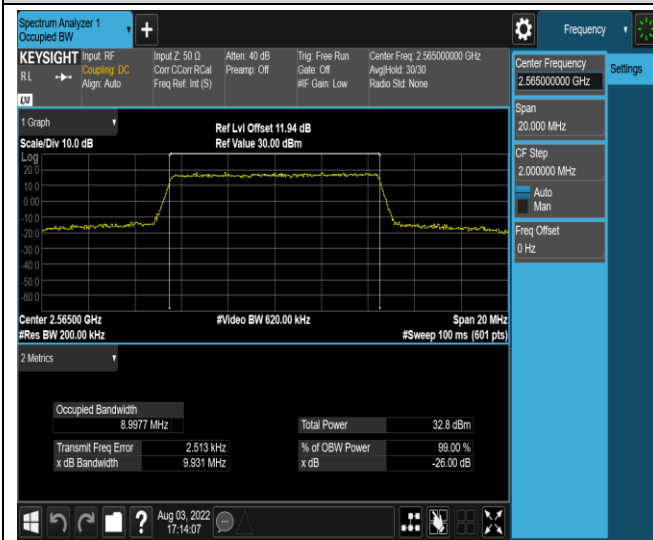 Spectrum Analyzer 1
Occupied BW
Frequency
KEYSIGHT
R L
LXI
Input: RF
Coupling: DC
Align: Auto
Input Z: 50 Ω
Corr CCorr RCal
Freq Ref: Int (S)
Atten: 40 dB
Preamp: Off
Trig: Free Run
Gate: Off
#IF Gain: Low
Center Freq: 2.565000000 GHz
Avg|Hold: 30/30
Radio Std: None
Center Frequency
2.565000000 GHz
Settings
Span
20.000 MHz
CF Step
2.000000 MHz
Auto
Man
Freq Offset
0 Hz
1 Graph
Ref Lvl Offset 11.94 dB
Scale/Div 10.0 dB
Ref Value 30.00 dBm
Log
20.0
10.0
0.00
-10.0
-20.0
-30.0
-40.0
-50.0
-60.0
Center 2.56500 GHz
#Video BW 620.00 kHz
Span 20 MHz
#Res BW 200.00 kHz
#Sweep 100 ms (601 pts)
2 Metrics
Occupied Bandwidth
8.9977 MHz
Total Power 32.8 dBm
Transmit Freq Error 2.513 kHz
% of OBW Power 99.00 %
x dB Bandwidth 9.931 MHz
x dB -26.00 dB
?
Aug 03, 2022
17:14:07